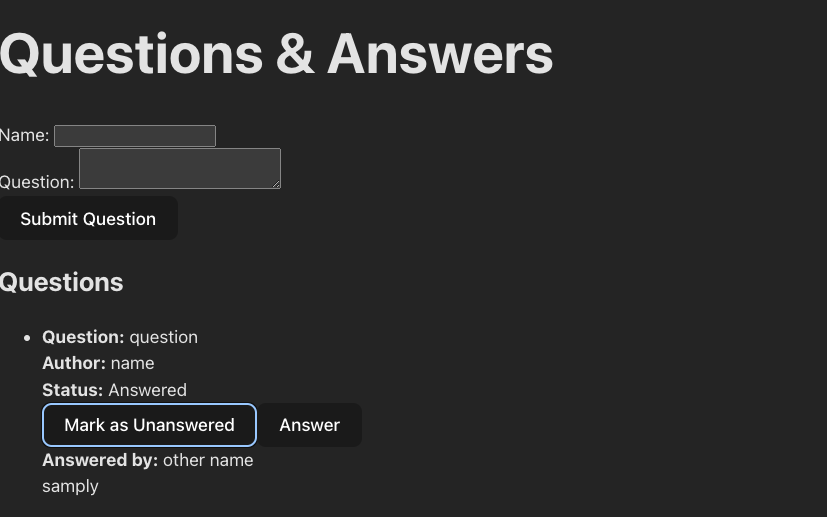 Questions & Answers
Name:
Question:
Submit Question
Questions
Question: question
Author: name
Status: Answered
Mark as Unanswered Answer
Answered by: other name
samply